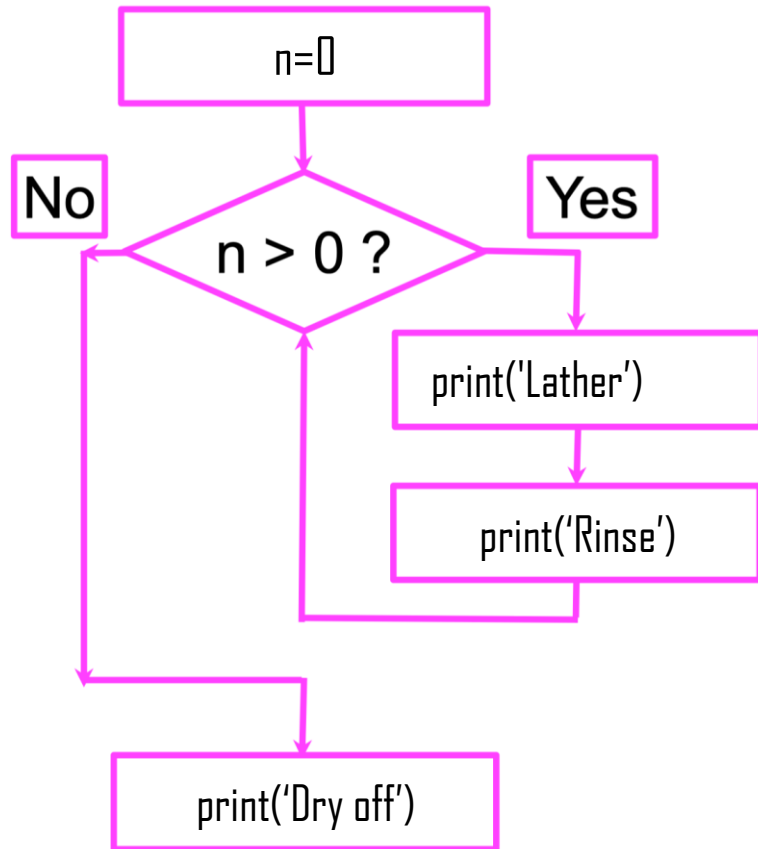 n=0
No
Yes
n > 0 ?
print('Lather’)
print(‘Rinse’)
print(‘Dry off’)